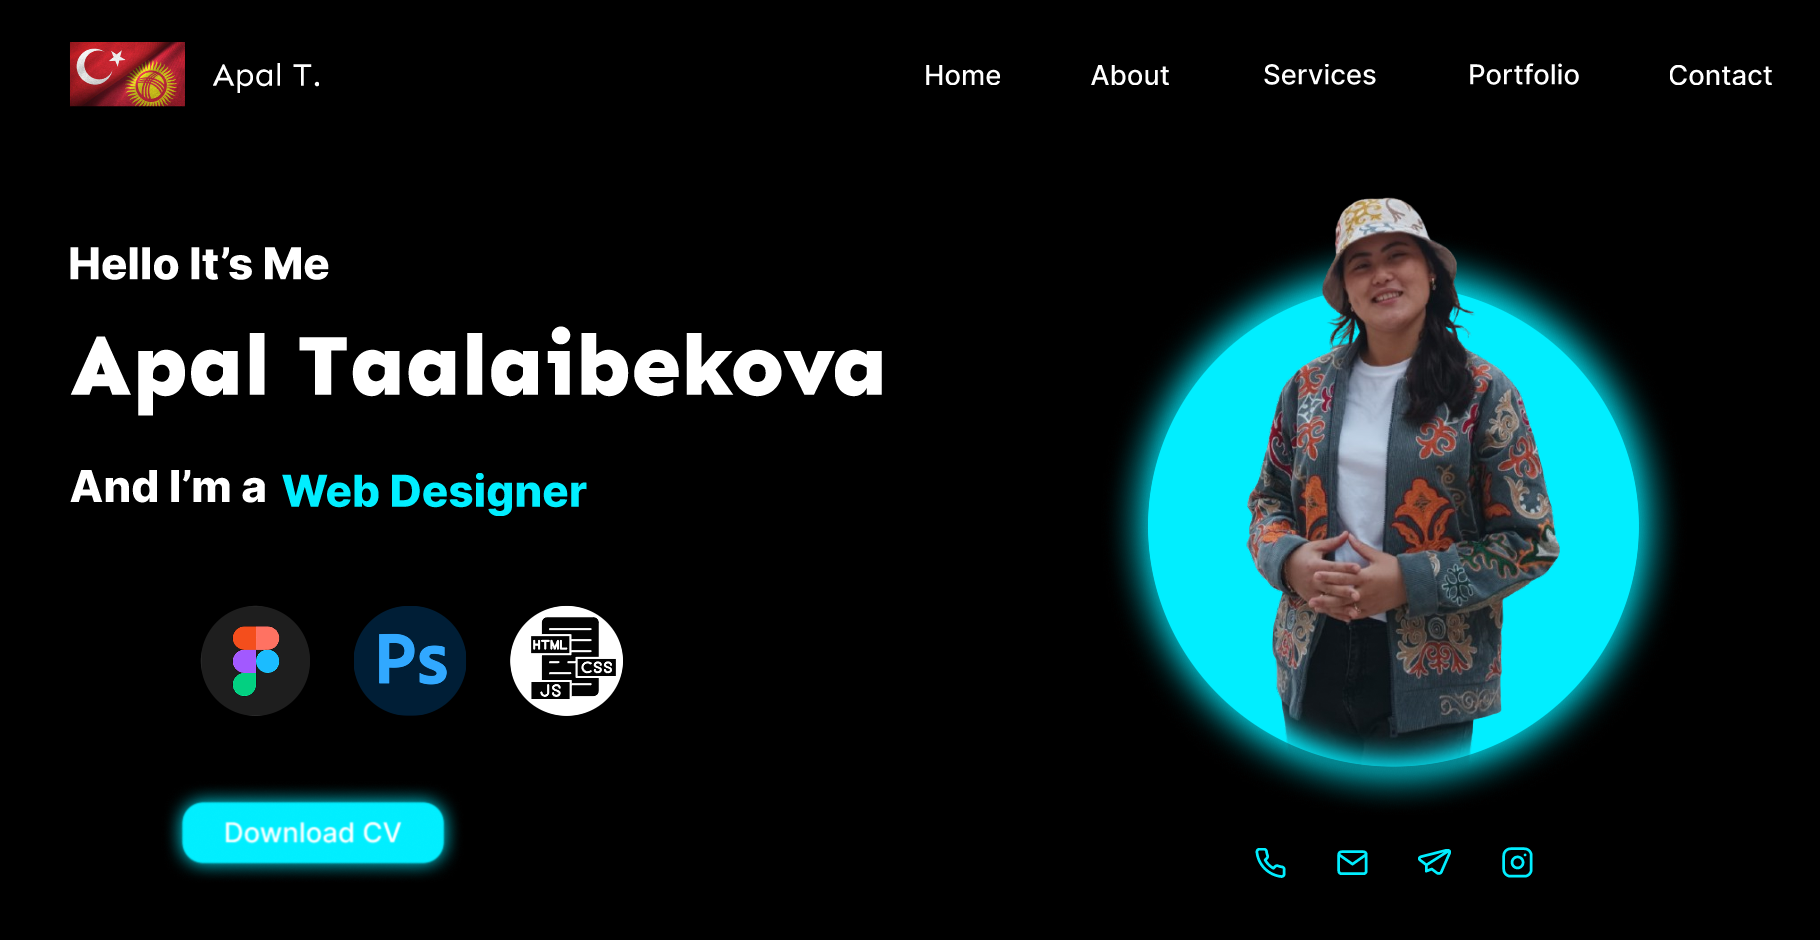 Apal T.
Home About Services Portfolio Contact
Hello It’s Me
Apal Taalaibekova
And I’m a Web Designer
Ps
HTML
CSS
JS
Download CV